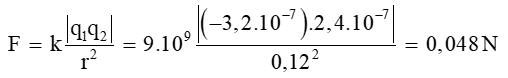 F = k|q₁q₂|/r² = 9.10⁹ |(−3,2.10⁻⁷).2,4.10⁻⁷|/0,12² = 0,048 N